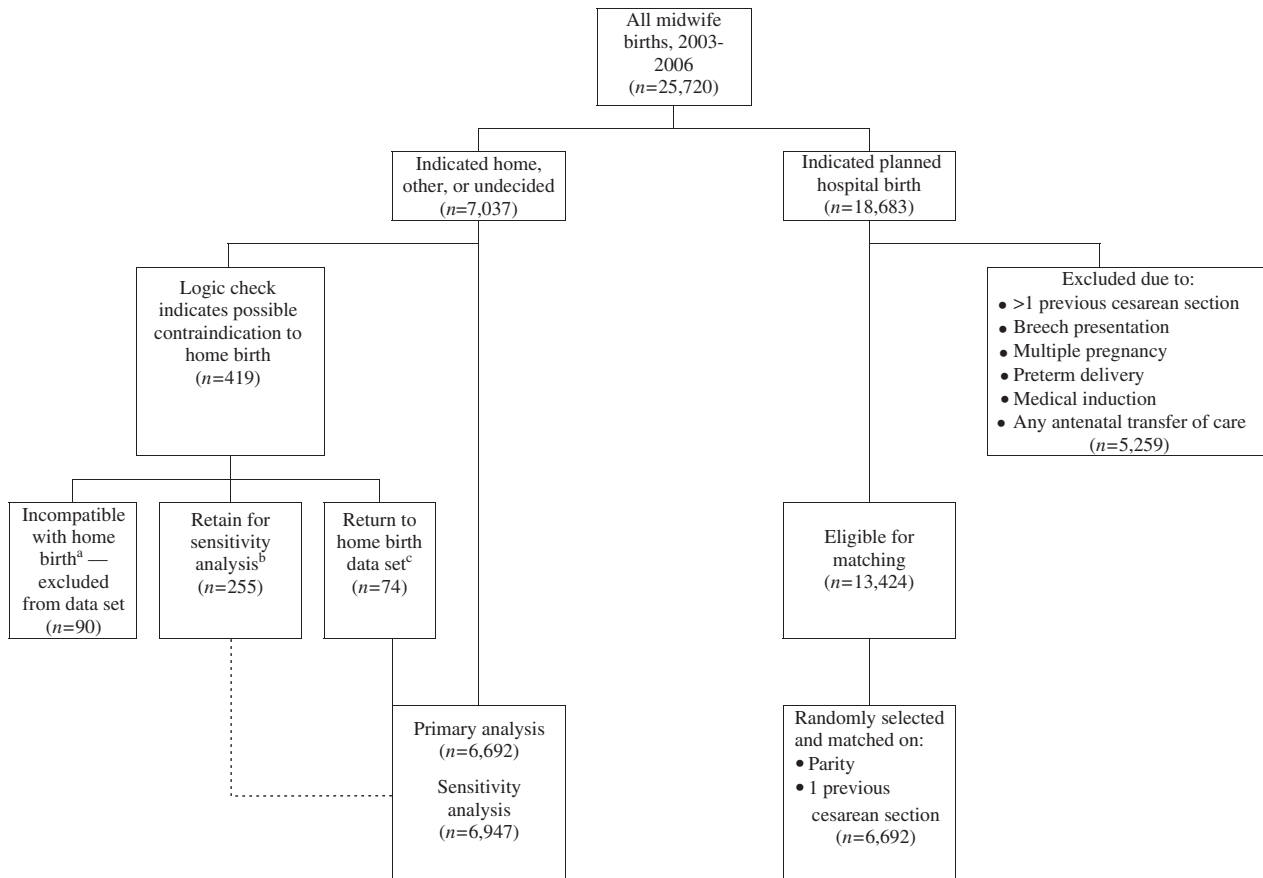 All midwife
births, 2003-
2006
(n=25,720)
Indicated home,
other, or undecided
(n=7,037)
Indicated planned
hospital birth
(n=18,683)
Logic check
indicates possible
contraindication to
home birth
(n=419)
Excluded due to:
• >1 previous cesarean section
• Breech presentation
• Multiple pregnancy
• Preterm delivery
• Medical induction
• Any antenatal transfer of care
(n=5,259)
Incompatible
with home
birthᵃ —
excluded
from data set
(n=90)
Retain for
sensitivity
analysisᵇ
(n=255)
Return to
home birth
data setᶜ
(n=74)
Eligible for
matching
(n=13,424)
Primary analysis
(n=6,692)
Sensitivity
analysis
(n=6,947)
Randomly selected
and matched on:
• Parity
• 1 previous
cesarean section
(n=6,692)